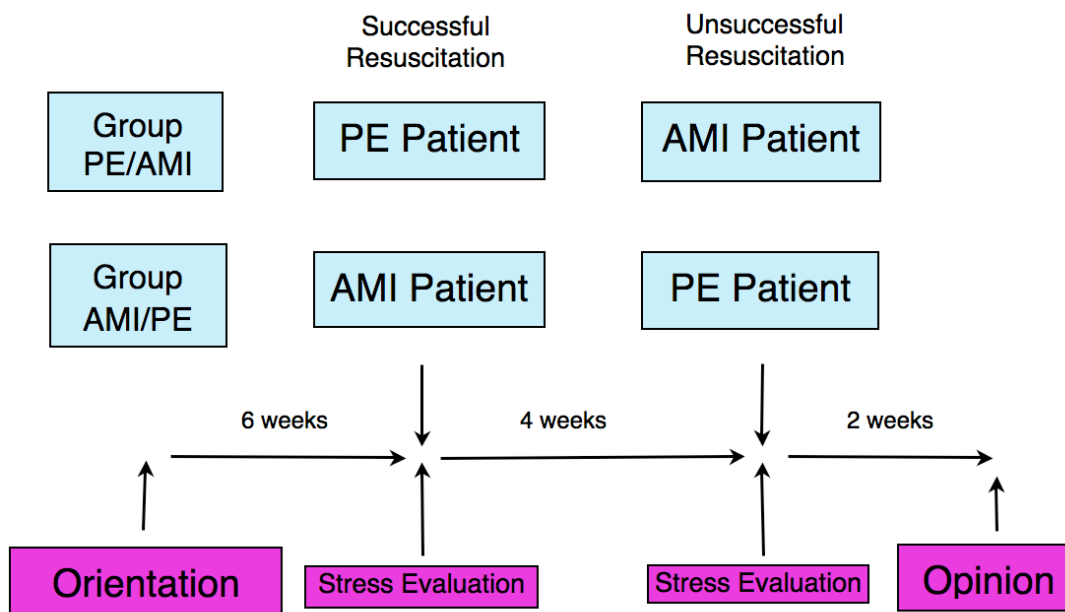 Successful
Resuscitation
Unsuccessful
Resuscitation
Group
PE/AMI
PE Patient
AMI Patient
Group
AMI/PE
AMI Patient
PE Patient
6 weeks
4 weeks
2 weeks
Orientation
Stress Evaluation
Stress Evaluation
Opinion